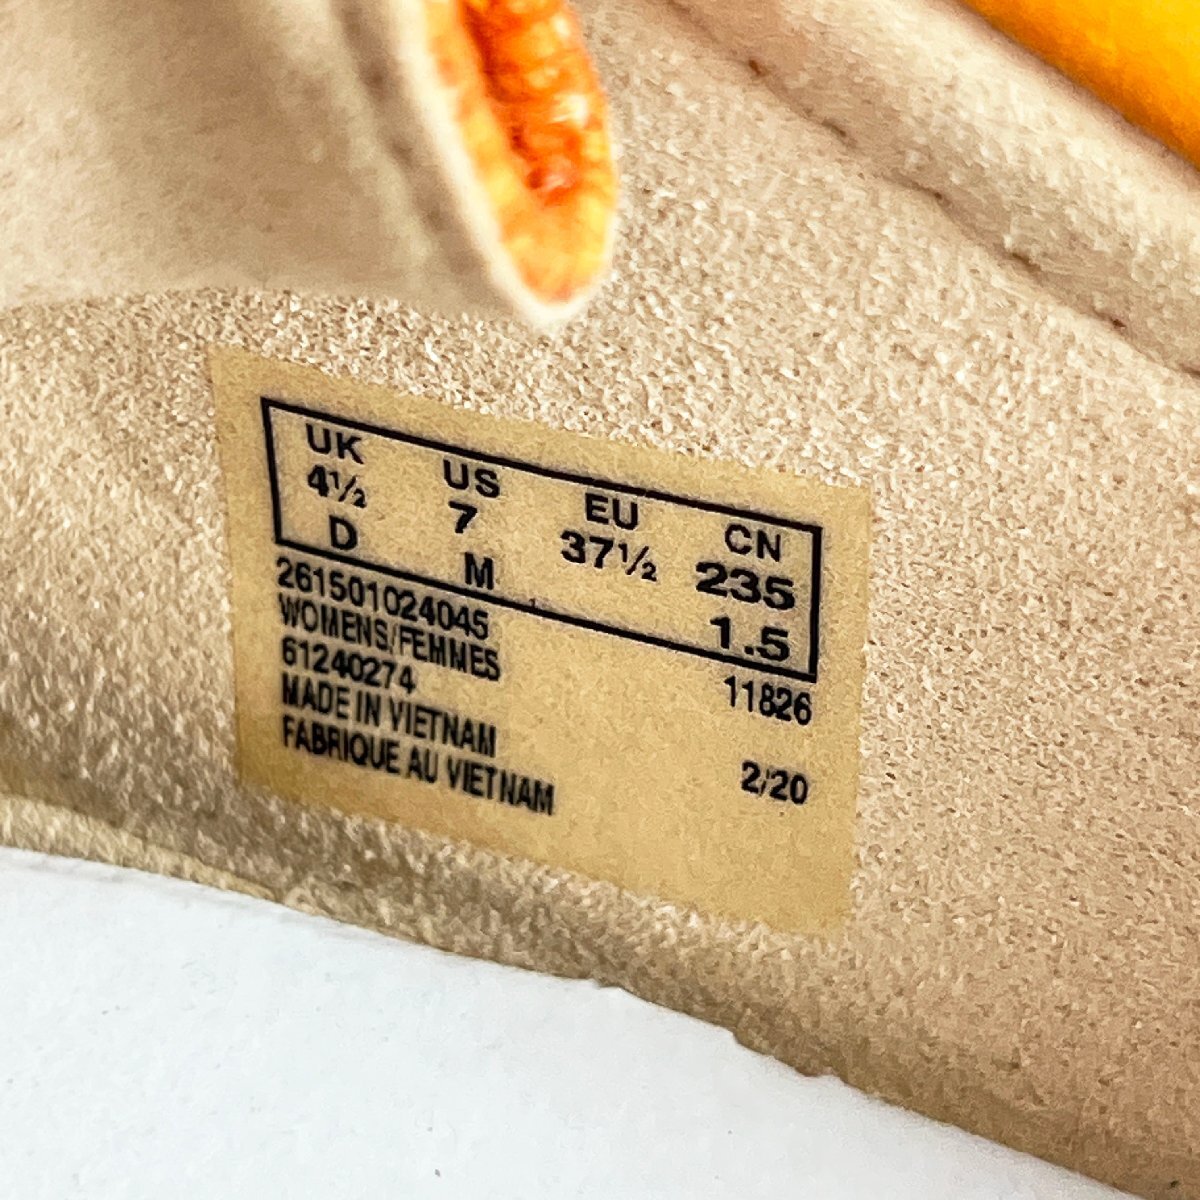 UK US EU CN
4½ 7 37½ 235
D M 1.5
261501024045 11826
WOMENS/FEMMES
61240274
MADE IN VIETNAM 2/20
FABRIQUE AU VIETNAM